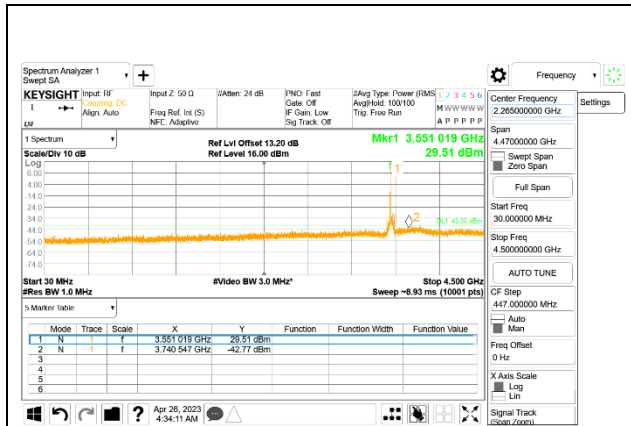 Spectrum Analyzer 1
Swept SA
+
Frequency
KEYSIGHT
Input: RF
Coupling: DC
Align: Auto
Input Z: 50 Ω
Freq Ref: Int (S)
NFE: Adaptive
#Atten: 24 dB
PNO: Fast
Gate: Off
IF Gain: Low
Sig Track: Off
#Avg Type: Power (RMS
Avg|Hold: 100/100
Trig: Free Run
1 2 3 4 5 6
M W W W W W
A P P P P P
1 Spectrum
Scale/Div 10 dB
Log
Ref Lvl Offset 13.20 dB
Ref Level 16.00 dBm
Mkr1 3.551 019 GHz
29.51 dBm
6.00
-4.00
-14.0
-24.0
-34.0
-44.0
-54.0
-64.0
-74.0
1
2
Start 30 MHz
#Res BW 1.0 MHz
#Video BW 3.0 MHz*
Stop 4.500 GHz
Sweep ~8.93 ms (10001 pts)
5 Marker Table
Mode Trace Scale X Y Function Function Width Function Value
1 N 1 f 3.551 019 GHz 29.51 dBm
2 N 1 f 3.740 547 GHz -42.77 dBm
3
4
5
6
Apr 26, 2023
4:34:11 AM
Center Frequency
2.265000000 GHz
Settings
Span
4.47000000 GHz
Swept Span
Zero Span
Full Span
Start Freq
30.000000 MHz
Stop Freq
4.500000000 GHz
AUTO TUNE
CF Step
447.000000 MHz
Auto
Man
Freq Offset
0 Hz
X Axis Scale
Log
Lin
Signal Track
(Span Zoom)